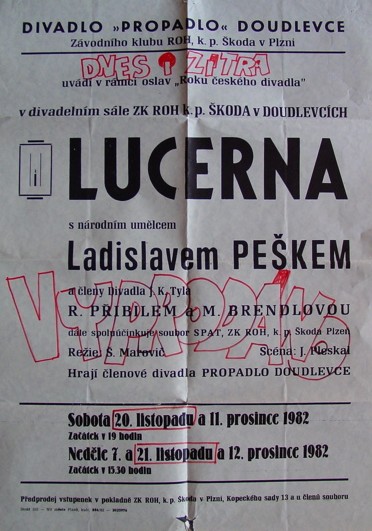 DIVADLO »PROPADLO« DOUDLEVCE
Závodního klubu ROH, k. p. Škoda v Plzni
DNES I ZÍTRA
uvádí v rámci oslav „Roku českého divadla"
v divadelním sále ZK ROH k. p. ŠKODA v DOUDLEVCÍCH
LUCERNA
s národním umělcem
Ladislavem PEŠKEM
a členy Divadla J. K. Tyla
VYPRODÁNO
R. PŘIBILEM a M. BRENDLOVOU
dále spoluúčinkuje soubor SPAT, ZK ROH, k. p. Škoda Plzeň
Režie: Š. Marovič Scéna: J. Pleskal
Hrají členové divadla PROPADLO DOUDLEVCE
Sobota 20. listopadu a 11. prosince 1982
Začátek v 19 hodin
Neděle 7. a 21. listopadu a 12. prosince 1982
Začátek v 15.30 hodin
Předprodej vstupenek v pokladně ZK ROH, k. p. Škoda v Plzni, Kopeckého sady 13 a u členů souboru